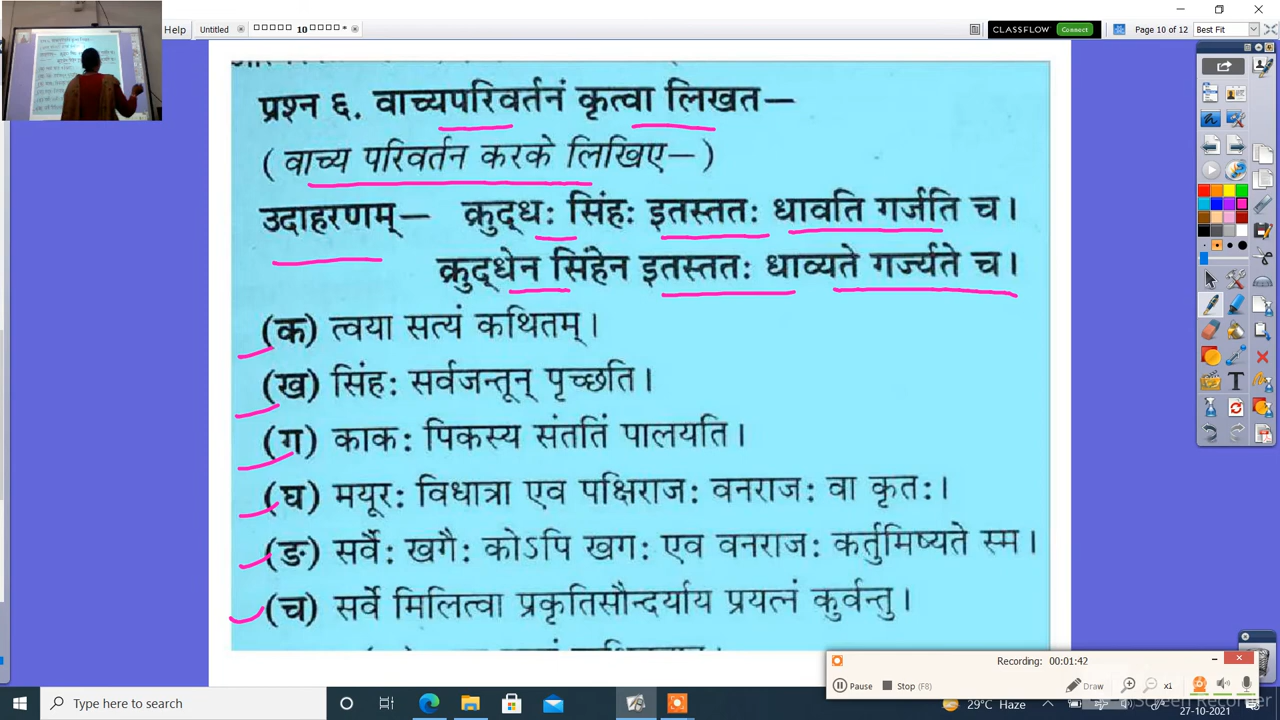 Help
Untitled
10
CLASSFLOW Connect
Page 10 of 12
Best Fit
प्रश्न ६. वाच्यपरिवर्तनं कृत्वा लिखत—
( वाच्य परिवर्तन करके लिखिए—)
उदाहरणम्— क्रुद्धः सिंहः इतस्ततः धावति गर्जति च।
क्रुद्धेन सिंहेन इतस्ततः धाव्यते गर्ज्यते च।
(क) त्वया सत्यं कथितम्।
(ख) सिंहः सर्वजन्तून् पृच्छति।
(ग) काकः पिकस्य संततिं पालयति।
(घ) मयूरः विधात्रा एव पक्षिराजः वनराजः वा कृतः।
(ङ) सर्वैः खगैः कोऽपि खगः एव वनराजः कर्तुमिष्यते स्म।
(च) सर्वे मिलित्वा प्रकृतिसौन्दर्याय प्रयत्नं कुर्वन्तु।
Recording: 00:01:42
Pause
Stop (F8)
Draw
x1
Screen Recorder
Type here to search
29°C Haze
27-10-2021